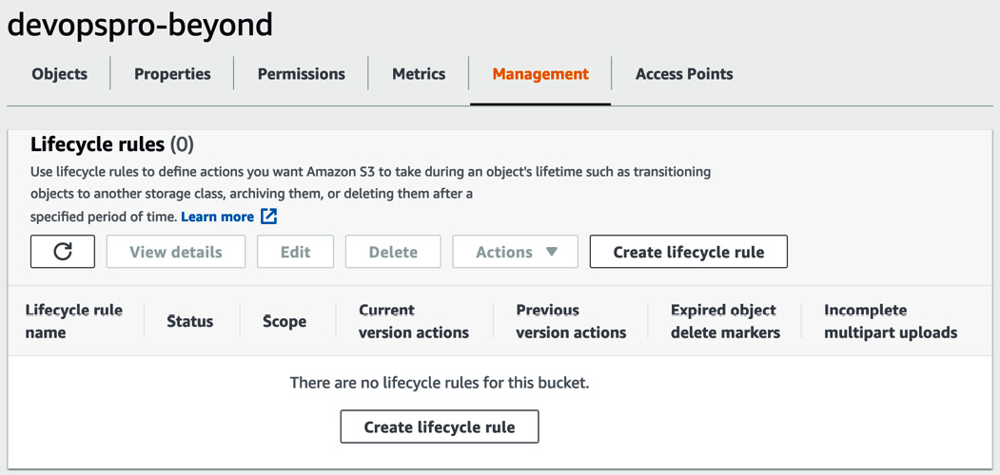 devopspro-beyond
Objects Properties Permissions Metrics Management Access Points
Lifecycle rules (0)
Use lifecycle rules to define actions you want Amazon S3 to take during an object's lifetime such as transitioning
objects to another storage class, archiving them, or deleting them after a
specified period of time. Learn more
View details Edit Delete Actions Create lifecycle rule
Lifecycle rule name Status Scope Current version actions Previous version actions Expired object delete markers Incomplete multipart uploads
There are no lifecycle rules for this bucket.
Create lifecycle rule